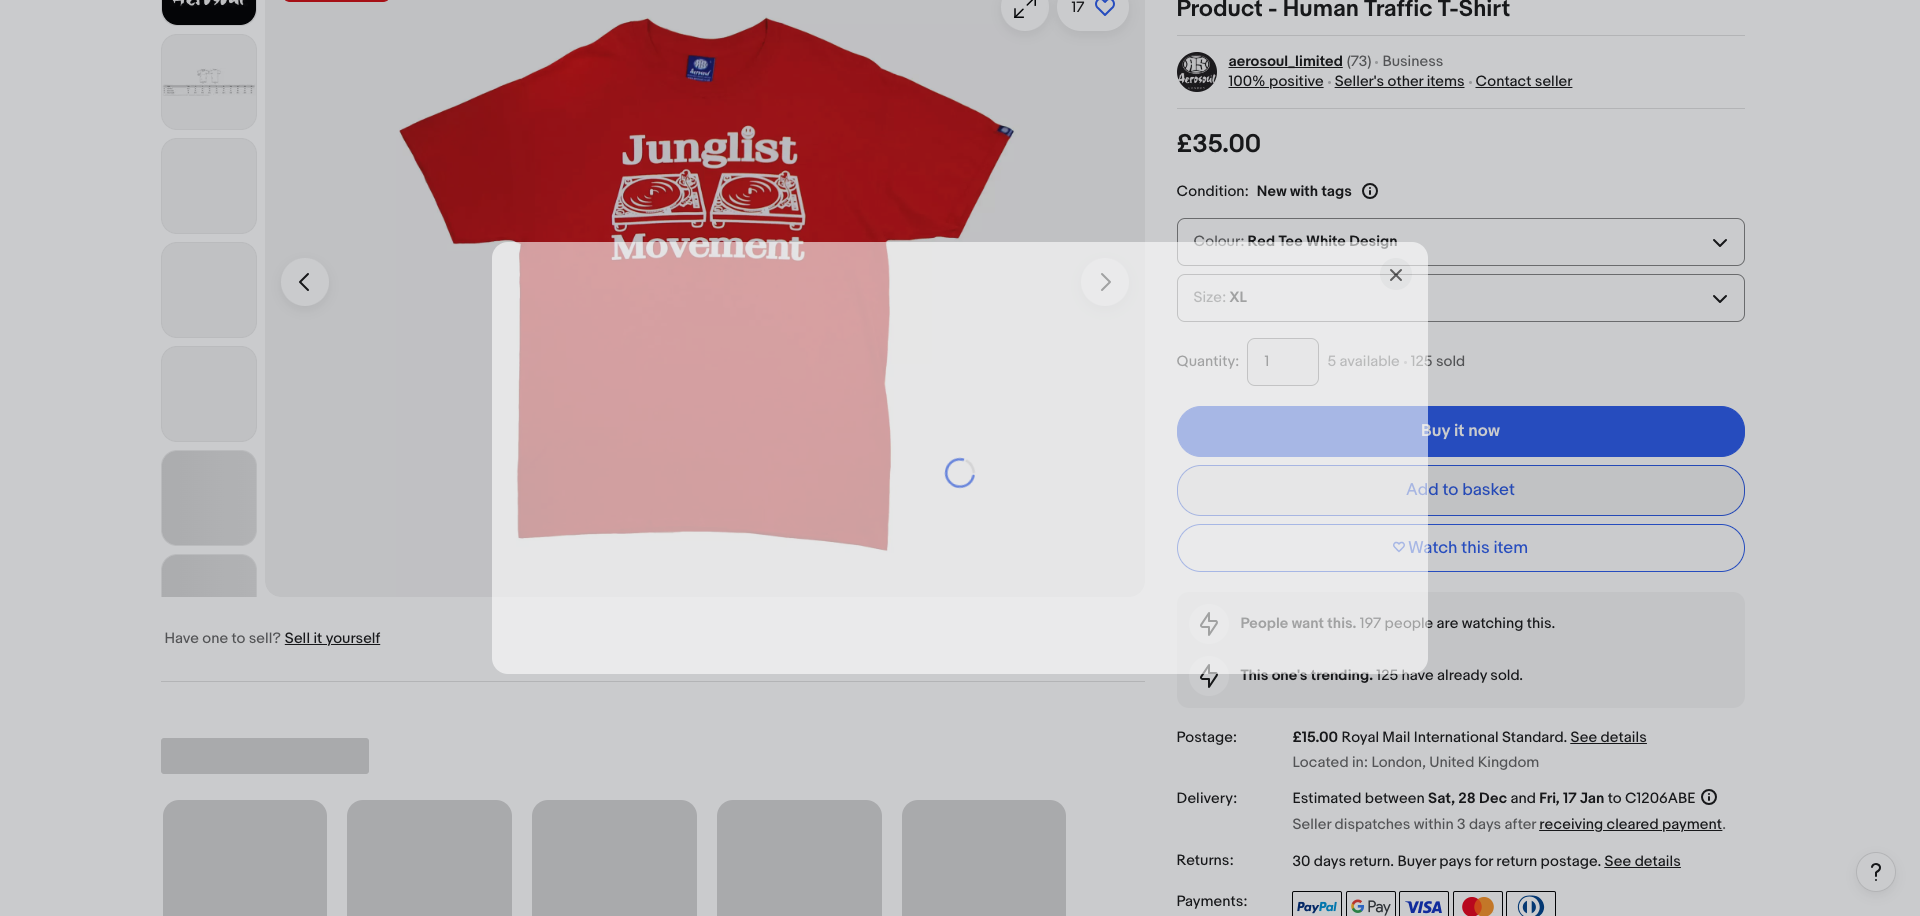 17
Junglist
Movement
Aerosoul
Product - Human Traffic T-Shirt
aerosoul_limited (73) · Business
100% positive · Seller's other items · Contact seller
£35.00
Condition: New with tags
Colour: Red Tee White Design
Size: XL
Quantity: 1 5 available · 125 sold
Buy it now
Add to basket
Watch this item
People want this. 197 people are watching this.
This one's trending. 125 have already sold.
Have one to sell? Sell it yourself
Postage: £15.00 Royal Mail International Standard. See details
Located in: London, United Kingdom
Delivery: Estimated between Sat, 28 Dec and Fri, 17 Jan to C1206ABE
Seller dispatches within 3 days after receiving cleared payment.
Returns: 30 days return. Buyer pays for return postage. See details
Payments: PayPal G Pay VISA
?